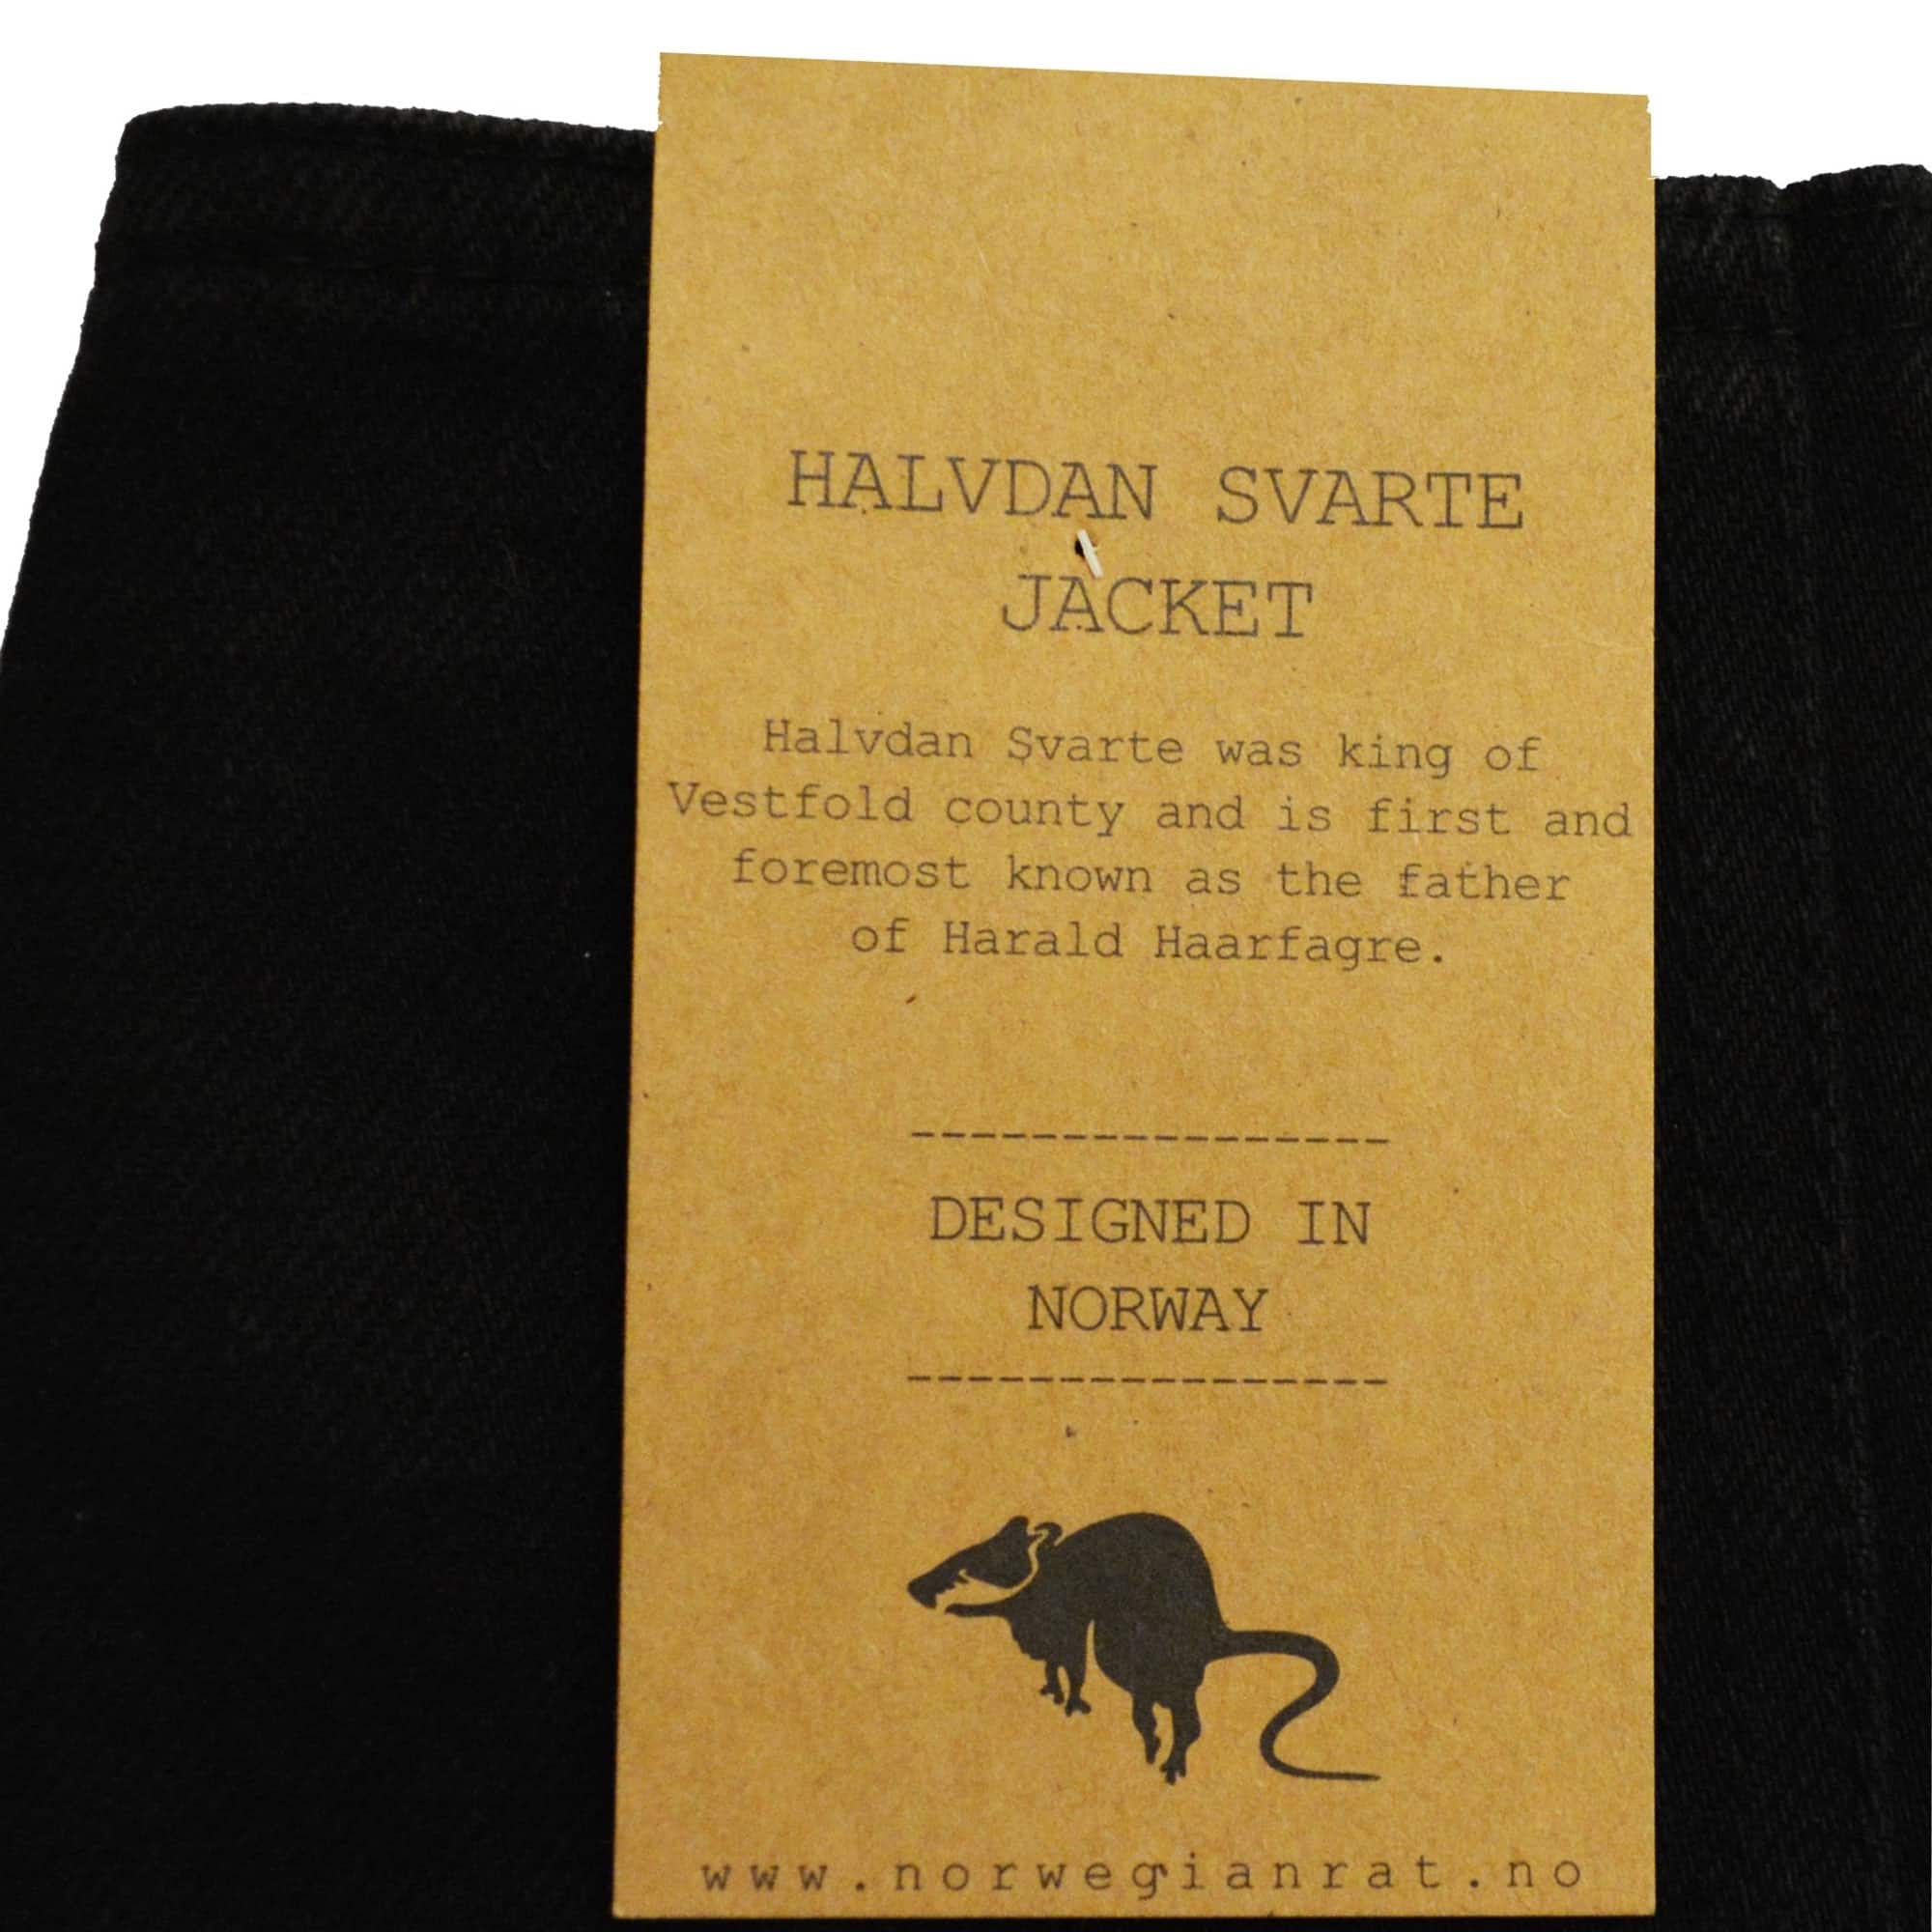 HALVDAN SVARTE
JACKET
Halvdan Svarte was king of
Vestfold county and is first and
foremost known as the father
of Harald Haarfagre.
----------------
DESIGNED IN
NORWAY
----------------
www.norwegianrat.no